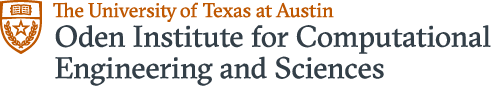 The University of Texas at Austin
Oden Institute for Computational
Engineering and Sciences